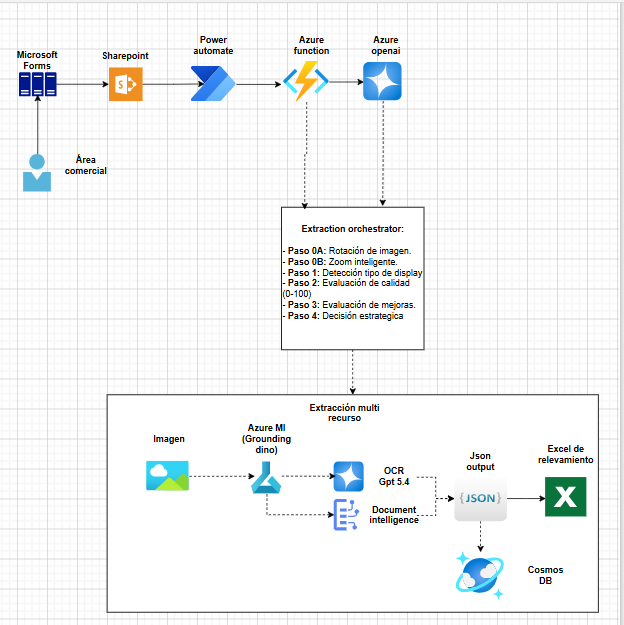 Microsoft
Forms
Sharepoint
Power
automate
Azure
function
Azure
openai
Área
comercial
Extraction orchestrator:
- Paso 0A: Rotación de imagen.
- Paso 0B: Zoom inteligente.
- Paso 1: Detección tipo de display
- Paso 2: Evaluación de calidad
(0-100)
- Paso 3: Evaluación de mejoras.
- Paso 4: Decisión estrategica
Extracción multi
recurso
Imagen
Azure MI
(Grounding
dino)
OCR
Gpt 5.4
Document
intelligence
Json
output
{JSON}
Excel de
relevamiento
X
Cosmos
DB